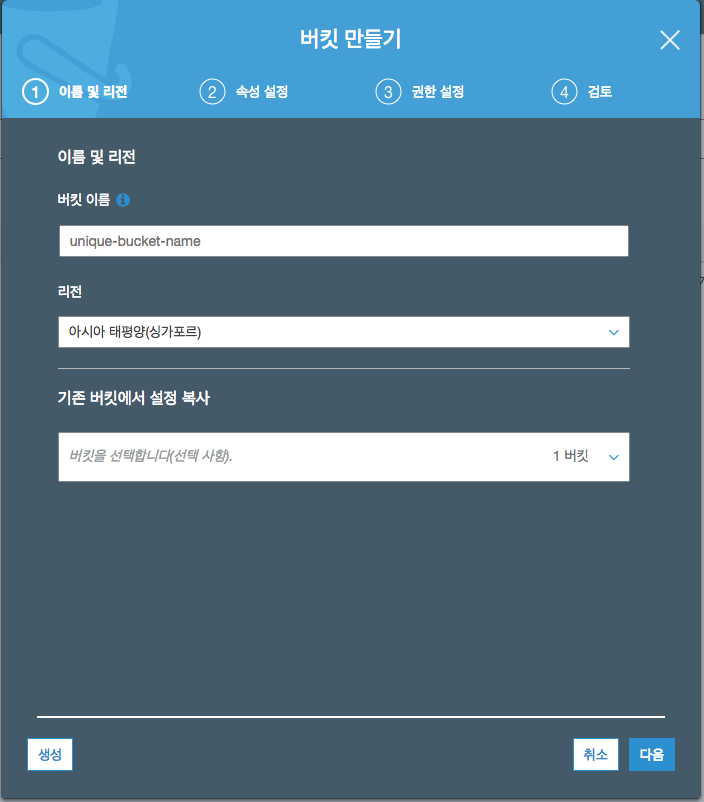 버킷 만들기
1 이름 및 리전 2 속성 설정 3 권한 설정 4 검토
이름 및 리전
버킷 이름
unique-bucket-name
리전
아시아 태평양(싱가포르)
기존 버킷에서 설정 복사
버킷을 선택합니다(선택 사항). 1 버킷
생성 취소 다음